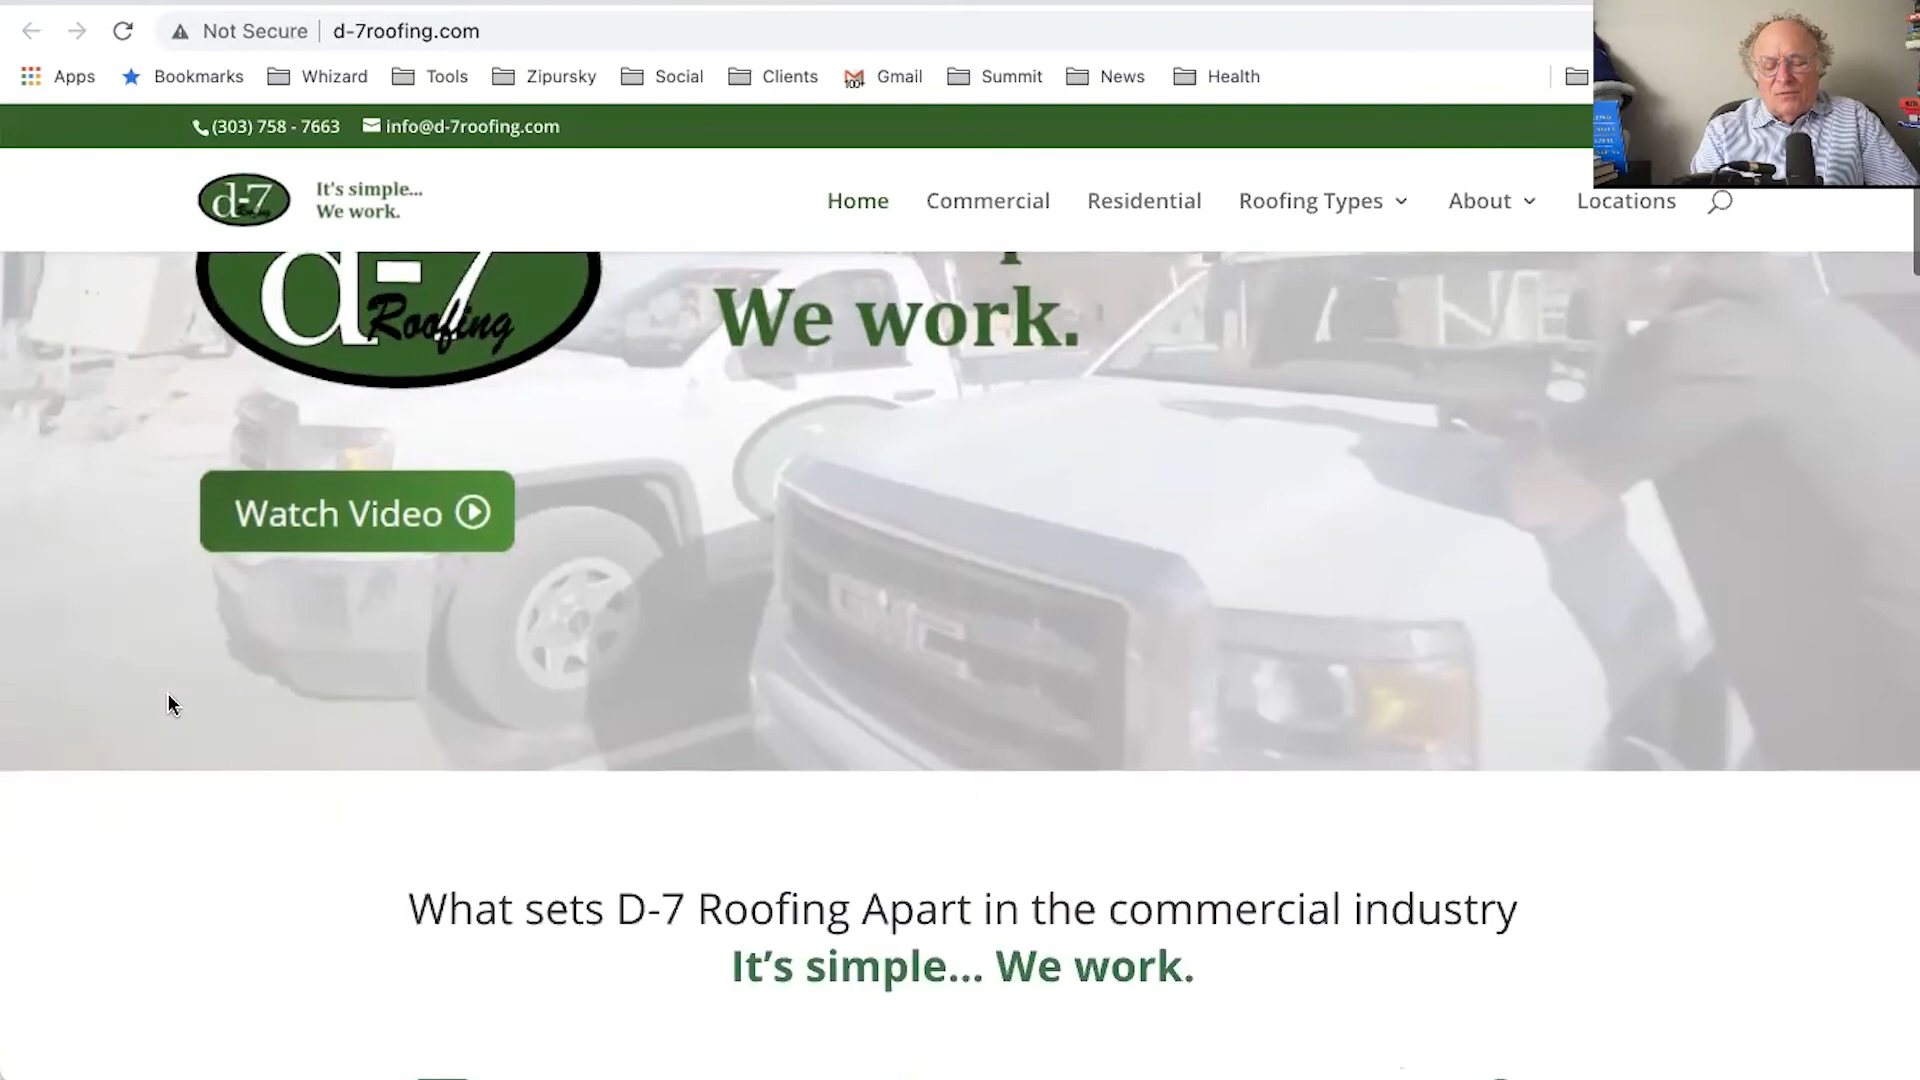 Not Secure | d-7roofing.com
Apps Bookmarks Whizard Tools Zipursky Social Clients Gmail Summit News Health
(303) 758 - 7663 info@d-7roofing.com
d-7 It's simple...
We work.
Home Commercial Residential Roofing Types About Locations
d-7
Roofing
We work.
Watch Video
GMC
What sets D-7 Roofing Apart in the commercial industry
It's simple... We work.